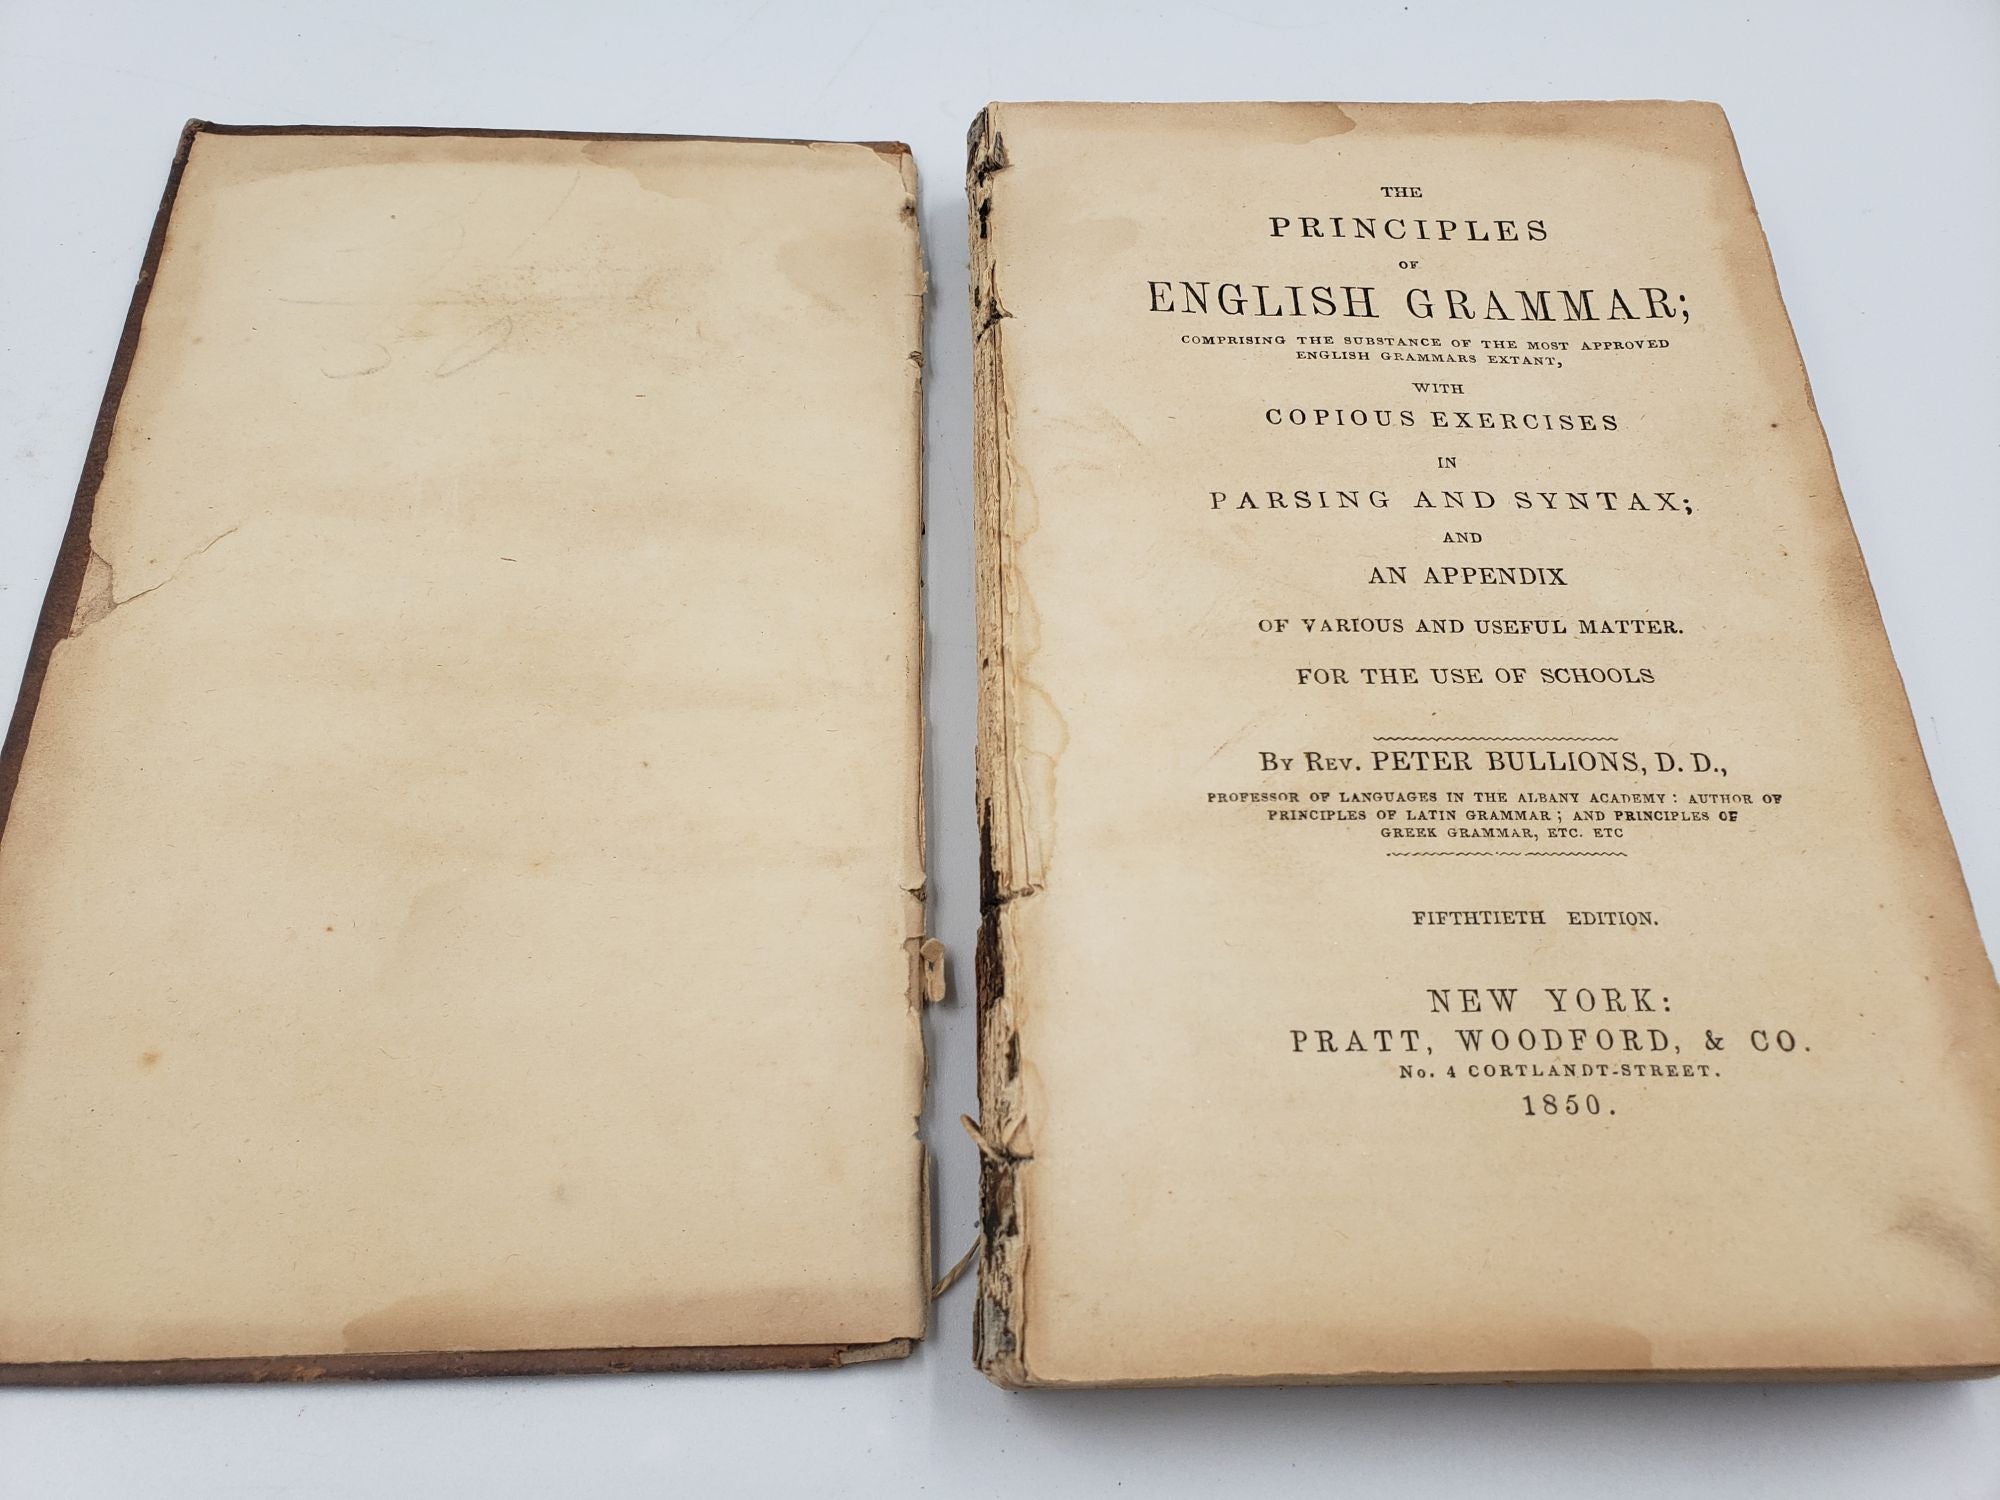 THE
PRINCIPLES
OF
ENGLISH GRAMMAR;
COMPRISING THE SUBSTANCE OF THE MOST APPROVED
ENGLISH GRAMMARS EXTANT,
WITH
COPIOUS EXERCISES
IN
PARSING AND SYNTAX;
AND
AN APPENDIX
OF VARIOUS AND USEFUL MATTER.
FOR THE USE OF SCHOOLS
BY REV. PETER BULLIONS, D. D.,
PROFESSOR OF LANGUAGES IN THE ALBANY ACADEMY: AUTHOR OF
PRINCIPLES OF LATIN GRAMMAR; AND PRINCIPLES OF
GREEK GRAMMAR, ETC. ETC
FIFTHTIETH EDITION.
NEW YORK:
PRATT, WOODFORD, & CO.
No. 4 CORTLANDT-STREET.
1850.